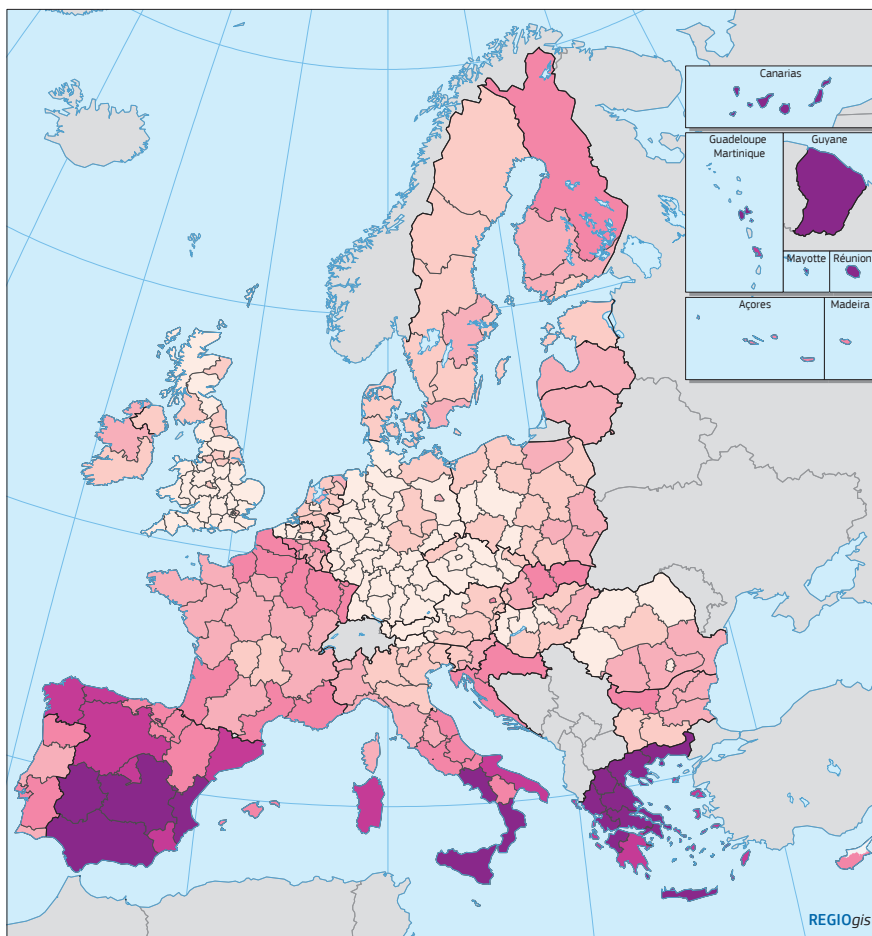 Canarias
Guadeloupe
Martinique
Guyane
Mayotte
Réunion
Açores
Madeira
REGIOgis